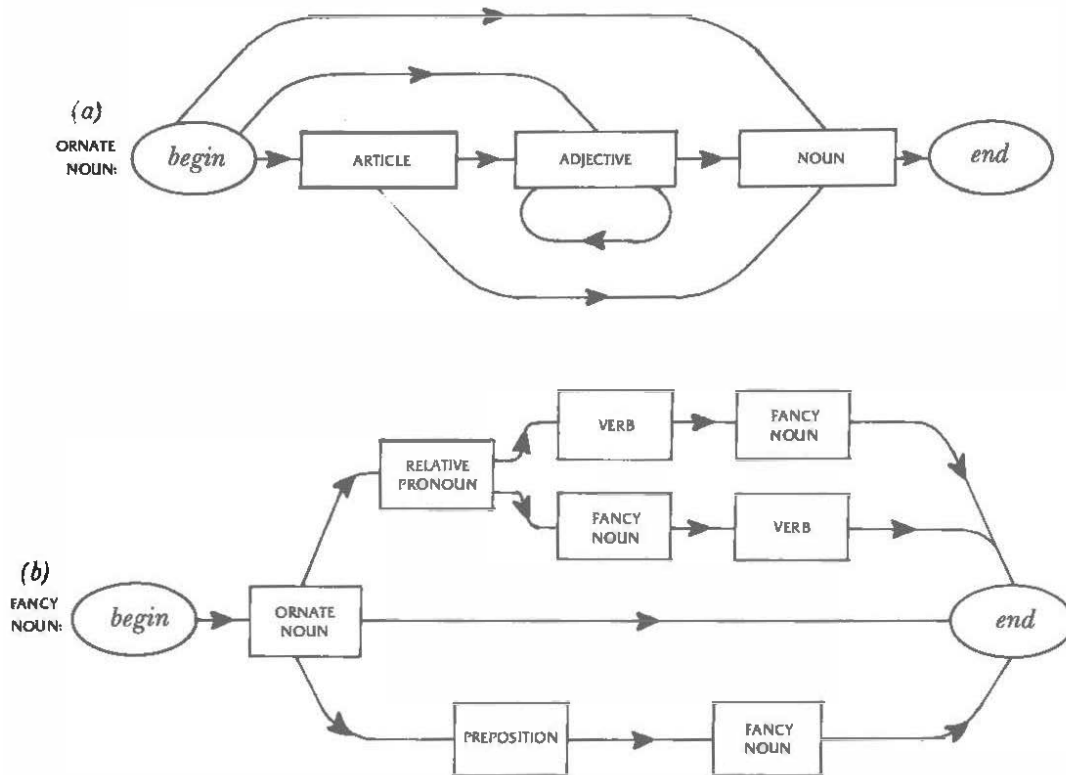 (a)
ORNATE
NOUN:
begin
ARTICLE
ADJECTIVE
NOUN
end
VERB
FANCY
NOUN
RELATIVE
PRONOUN
FANCY
NOUN
VERB
(b)
FANCY
NOUN:
begin
ORNATE
NOUN
end
PREPOSITION
FANCY
NOUN